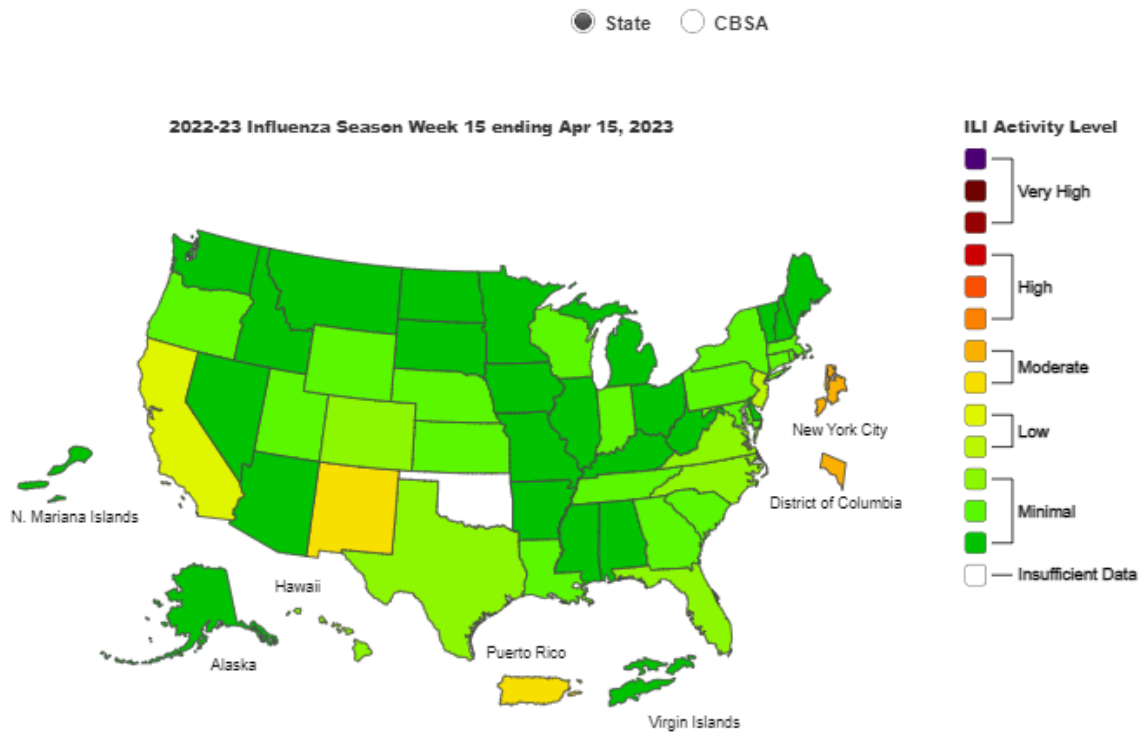 State CBSA
2022-23 Influenza Season Week 15 ending Apr 15, 2023
ILI Activity Level
Very High
High
Moderate
Low
Minimal
Insufficient Data
New York City
District of Columbia
N. Mariana Islands
Hawaii
Alaska
Puerto Rico
Virgin Islands